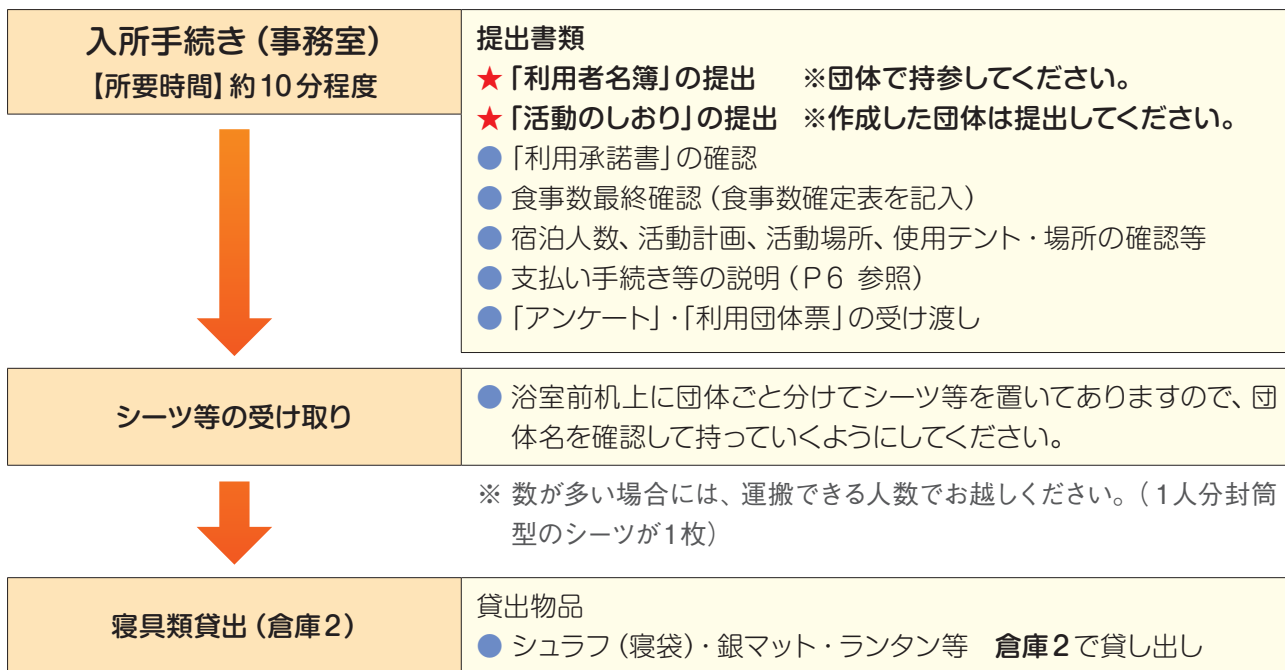 入所手続き（事務室）
【所要時間】約10分程度
提出書類
★「利用者名簿」の提出　※団体で持参してください。
★「活動のしおり」の提出　※作成した団体は提出してください。
●「利用承諾書」の確認
● 食事数最終確認（食事数確定表を記入）
● 宿泊人数、活動計画、活動場所、使用テント・場所の確認等
● 支払い手続き等の説明（P6 参照）
●「アンケート」・「利用団体票」の受け渡し
シーツ等の受け取り
● 浴室前机上に団体ごと分けてシーツ等を置いてありますので、団
体名を確認して持っていくようにしてください。
※ 数が多い場合には、運搬できる人数でお越しください。（1人分封筒
型のシーツが1枚）
寝具類貸出（倉庫2）
貸出物品
● シュラフ（寝袋）・銀マット・ランタン等　倉庫2で貸し出し